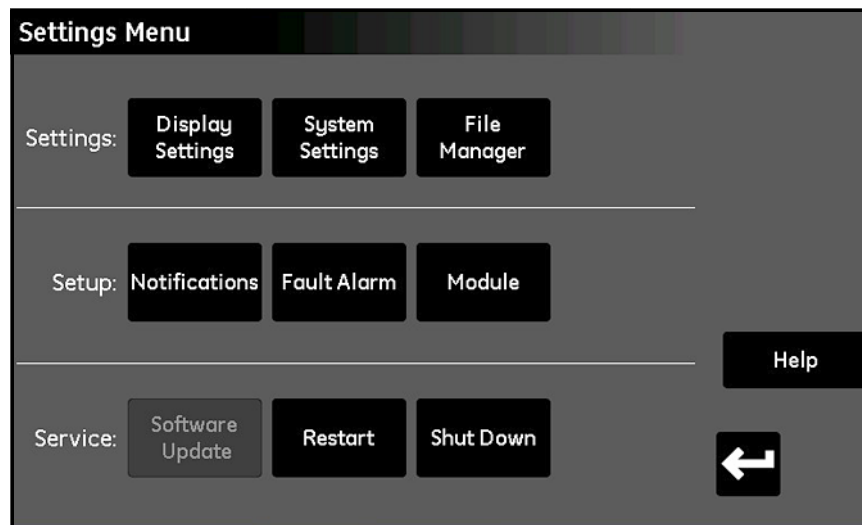 Settings Menu
Settings:
Display
Settings
System
Settings
File
Manager
Setup:
Notifications
Fault Alarm
Module
Help
Service:
Software
Update
Restart
Shut Down